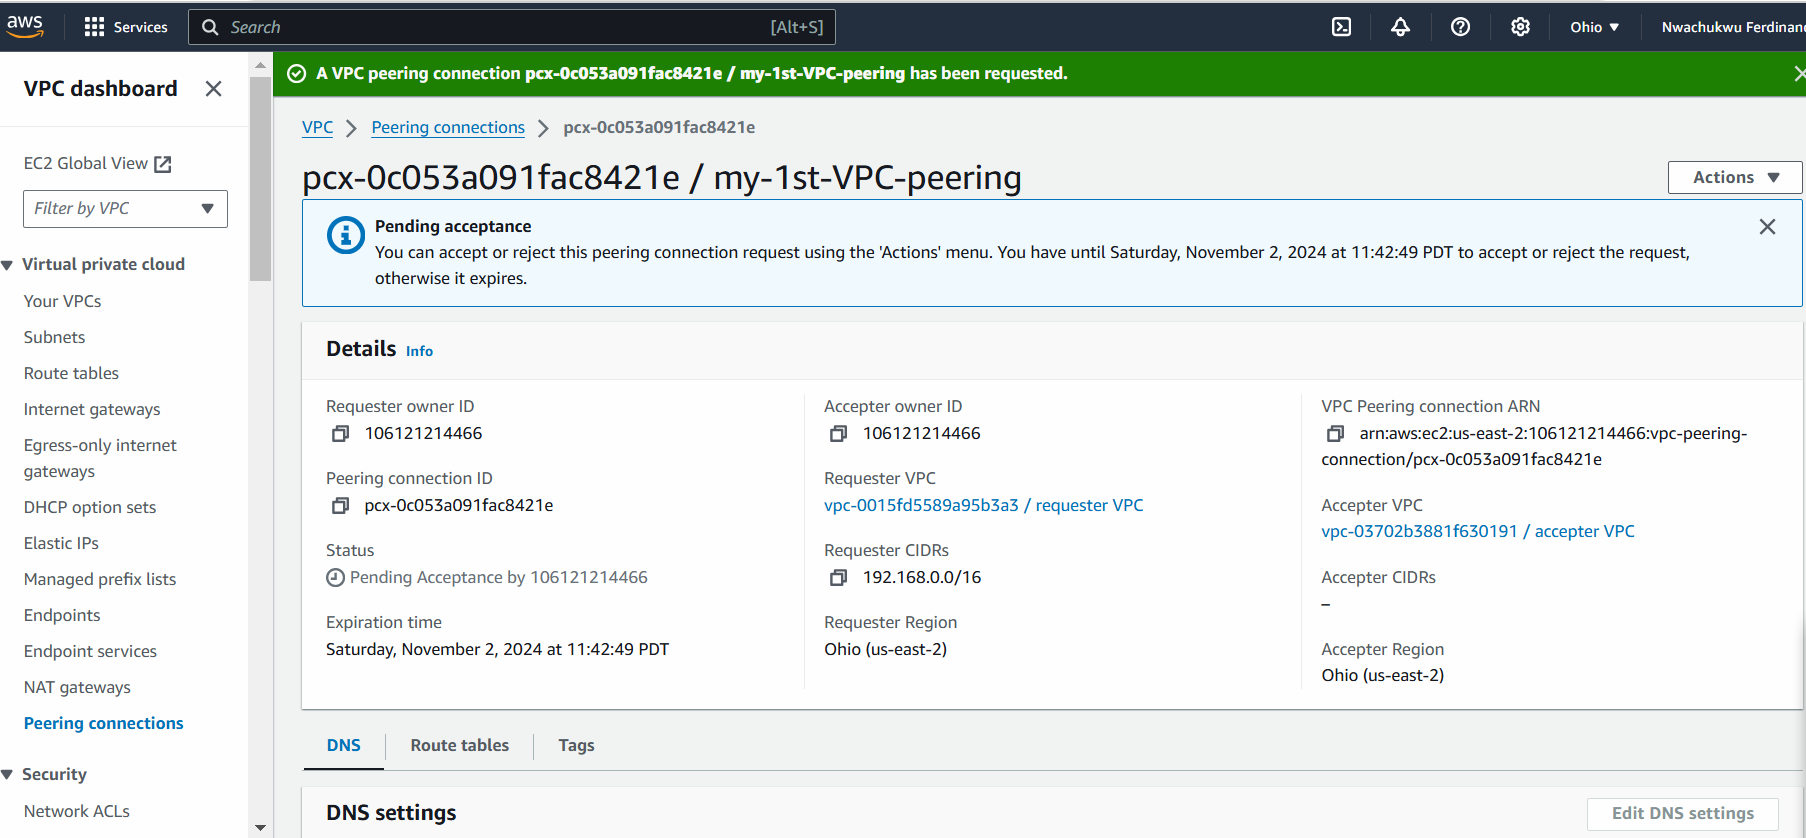 aws
Services
Search
[Alt+S]
Ohio
Nwachukwu Ferdinan
VPC dashboard
EC2 Global View
Filter by VPC
Virtual private cloud
Your VPCs
Subnets
Route tables
Internet gateways
Egress-only internet
gateways
DHCP option sets
Elastic IPs
Managed prefix lists
Endpoints
Endpoint services
NAT gateways
Peering connections
Security
Network ACLs
A VPC peering connection pcx-0c053a091fac8421e / my-1st-VPC-peering has been requested.
VPC
Peering connections
pcx-0c053a091fac8421e
pcx-0c053a091fac8421e / my-1st-VPC-peering
Actions
Pending acceptance
You can accept or reject this peering connection request using the 'Actions' menu. You have until Saturday, November 2, 2024 at 11:42:49 PDT to accept or reject the request,
otherwise it expires.
Details Info
Requester owner ID
106121214466
Peering connection ID
pcx-0c053a091fac8421e
Status
Pending Acceptance by 106121214466
Expiration time
Saturday, November 2, 2024 at 11:42:49 PDT
Accepter owner ID
106121214466
Requester VPC
vpc-0015fd5589a95b3a3 / requester VPC
Requester CIDRs
192.168.0.0/16
Requester Region
Ohio (us-east-2)
VPC Peering connection ARN
arn:aws:ec2:us-east-2:106121214466:vpc-peering-
connection/pcx-0c053a091fac8421e
Accepter VPC
vpc-03702b3881f630191 / accepter VPC
Accepter CIDRs
–
Accepter Region
Ohio (us-east-2)
DNS
Route tables
Tags
DNS settings
Edit DNS settings